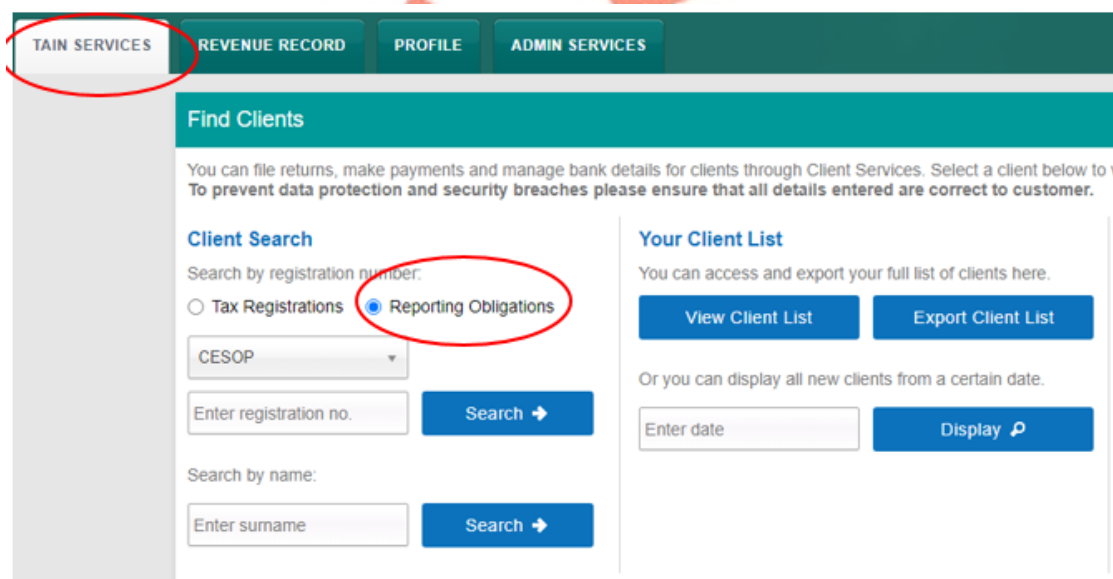 TAIN SERVICES
REVENUE RECORD
PROFILE
ADMIN SERVICES
Find Clients
You can file returns, make payments and manage bank details for clients through Client Services. Select a client below to
To prevent data protection and security breaches please ensure that all details entered are correct to customer.
Client Search
Search by registration number:
Tax Registrations
Reporting Obligations
CESOP
Enter registration no.
Search
Search by name:
Enter surname
Search
Your Client List
You can access and export your full list of clients here.
View Client List
Export Client List
Or you can display all new clients from a certain date.
Enter date
Display